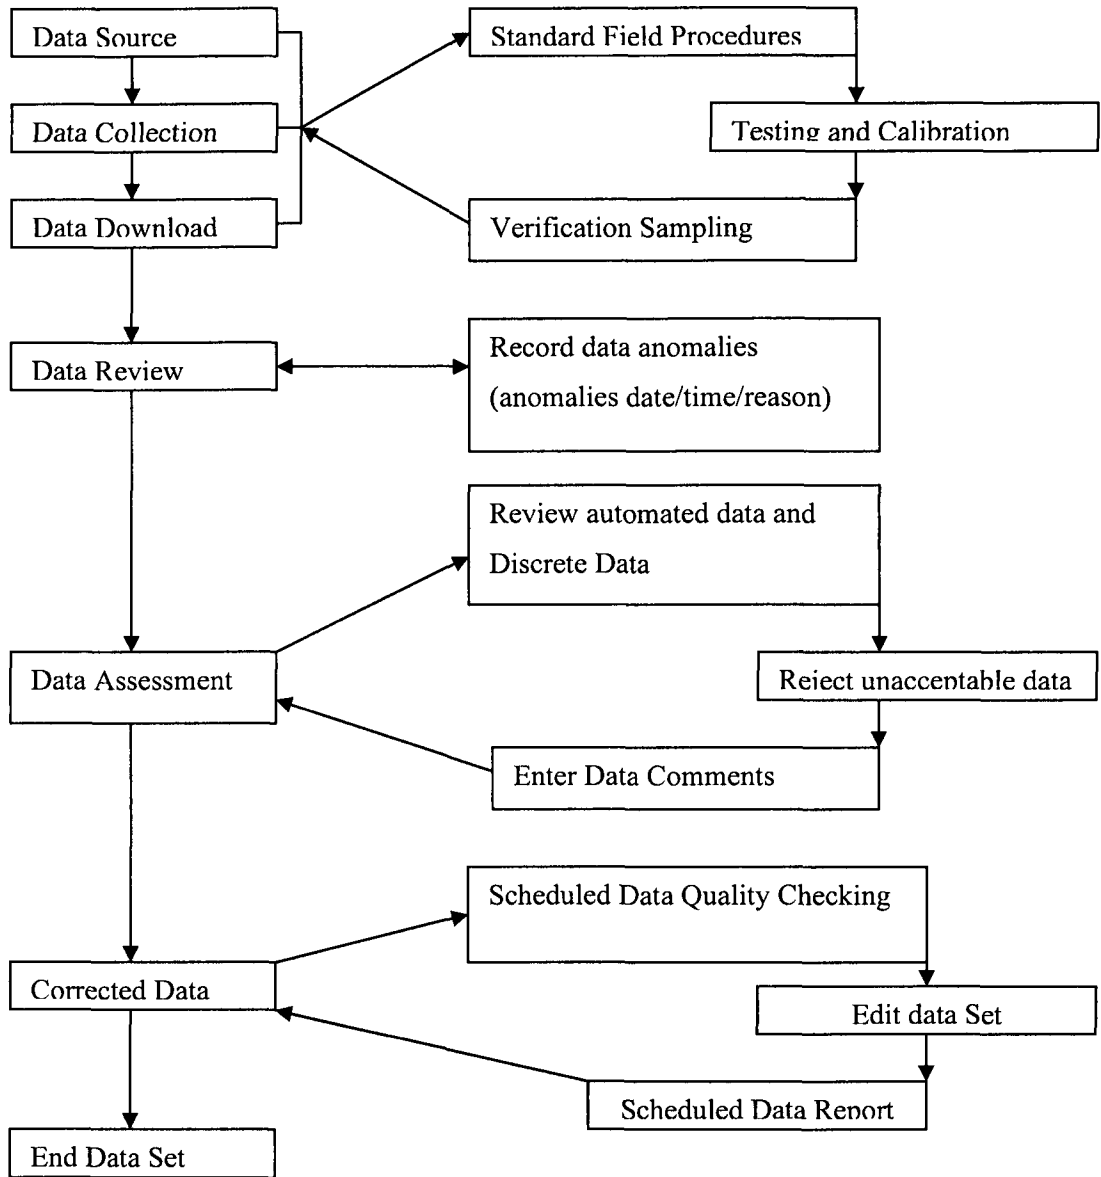 Data Source
Standard Field Procedures
Data Collection
Testing and Calibration
Data Download
Verification Sampling
Data Review
Record data anomalies
(anomalies date/time/reason)
Review automated data and
Discrete Data
Data Assessment
Reject unacceptable data
Enter Data Comments
Scheduled Data Quality Checking
Corrected Data
Edit data Set
Scheduled Data Report
End Data Set